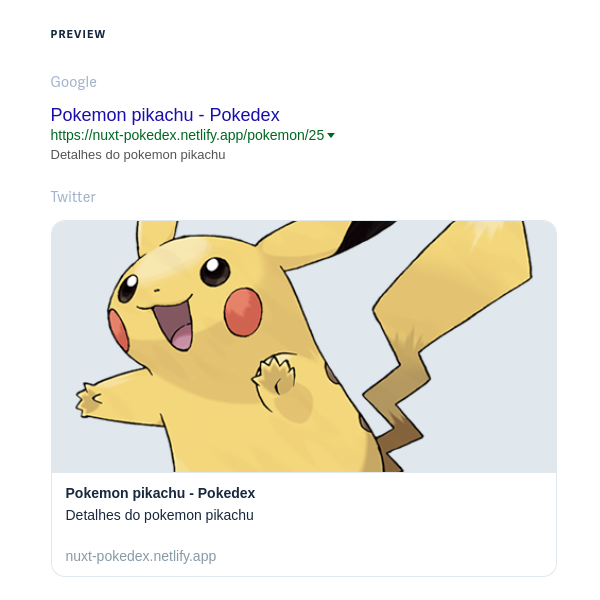 PREVIEW
Google
Pokemon pikachu - Pokedex
https://nuxt-pokedex.netlify.app/pokemon/25
Detalhes do pokemon pikachu
Twitter
Pokemon pikachu - Pokedex
Detalhes do pokemon pikachu
nuxt-pokedex.netlify.app